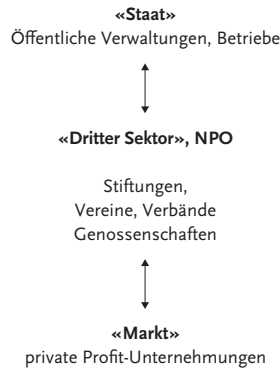 «Staat»
Öffentliche Verwaltungen, Betriebe
«Dritter Sektor», NPO
Stiftungen,
Vereine, Verbände
Genossenschaften
«Markt»
private Profit-Unternehmungen